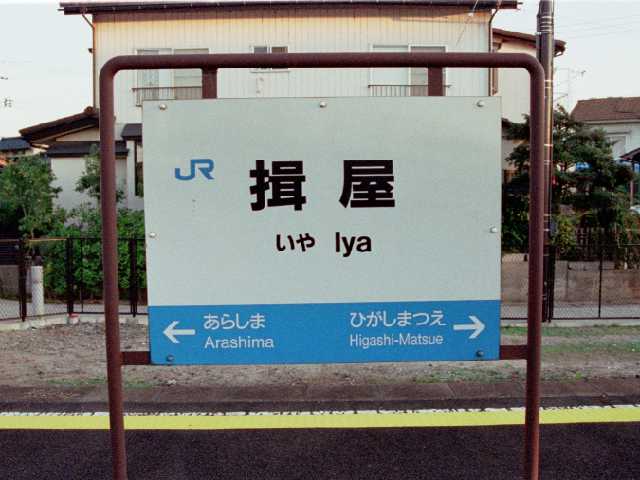 JR 揖屋
いや Iya
← あらしま ひがしまつえ →
Arashima Higashi-Matsue